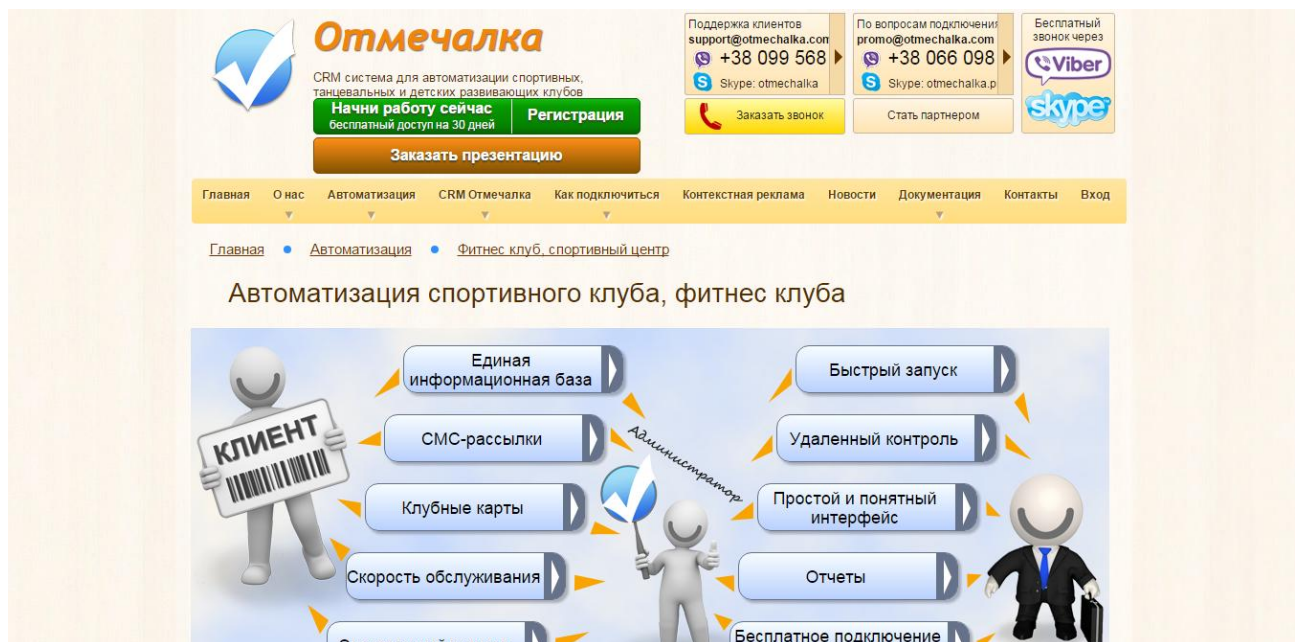 Отмечалка
CRM система для автоматизации спортивных,
танцевальных и детских развивающих клубов
Начни работу сейчас
бесплатный доступ на 30 дней
Регистрация
Заказать презентацию
Поддержка клиентов
support@otmechalka.com
+38 099 568
Skype: otmechalka
Заказать звонок
По вопросам подключения
promo@otmechalka.com
+38 066 098
Skype: otmechalka.p
Стать партнером
Бесплатный
звонок через
Viber
skype
Главная О нас Автоматизация CRM Отмечалка Как подключиться Контекстная реклама Новости Документация Контакты Вход
Главная Автоматизация Фитнес клуб, спортивный центр
Автоматизация спортивного клуба, фитнес клуба
КЛИЕНТ
Единая
информационная база
СМС-рассылки
Клубные карты
Скорость обслуживания
Администратор
Быстрый запуск
Удаленный контроль
Простой и понятный
интерфейс
Отчеты
Бесплатное подключение